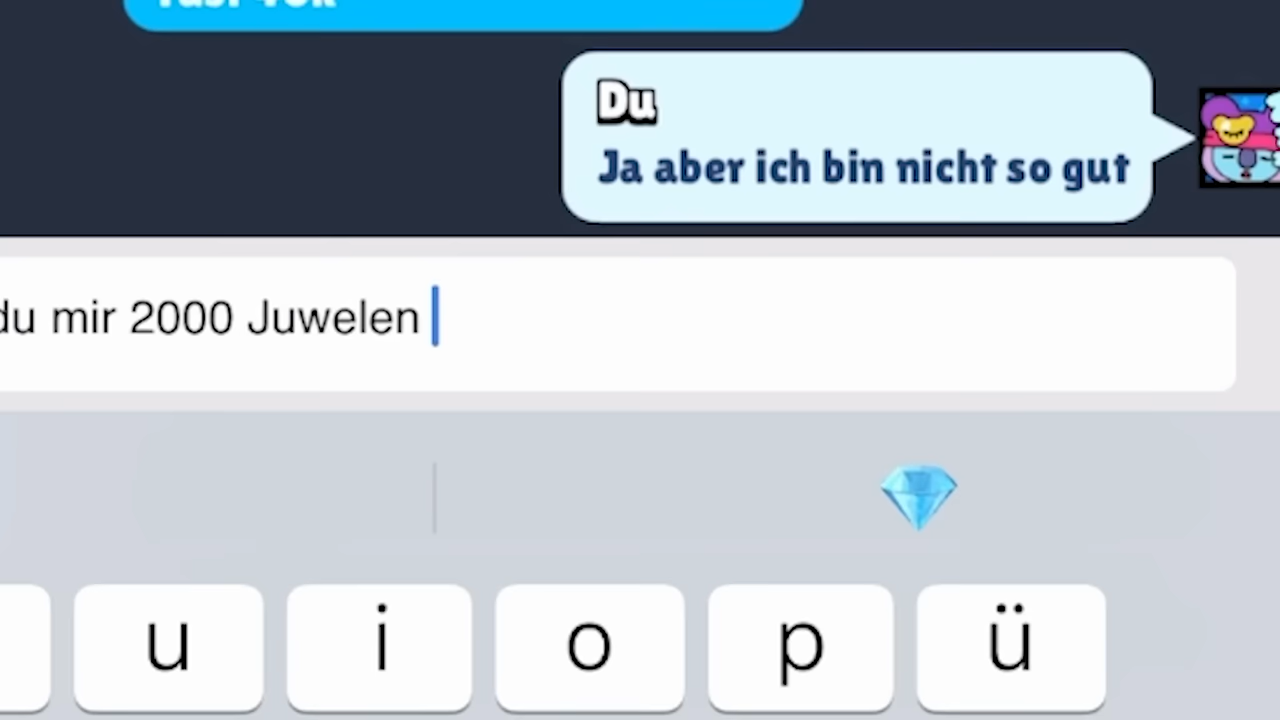 Du
Ja aber ich bin nicht so gut
du mir 2000 Juwelen
u i o p ü